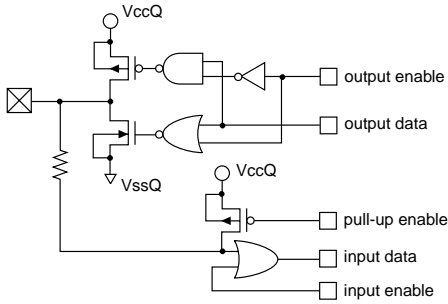 VccQ
output enable
output data
VssQ
VccQ
pull-up enable
input data
input enable